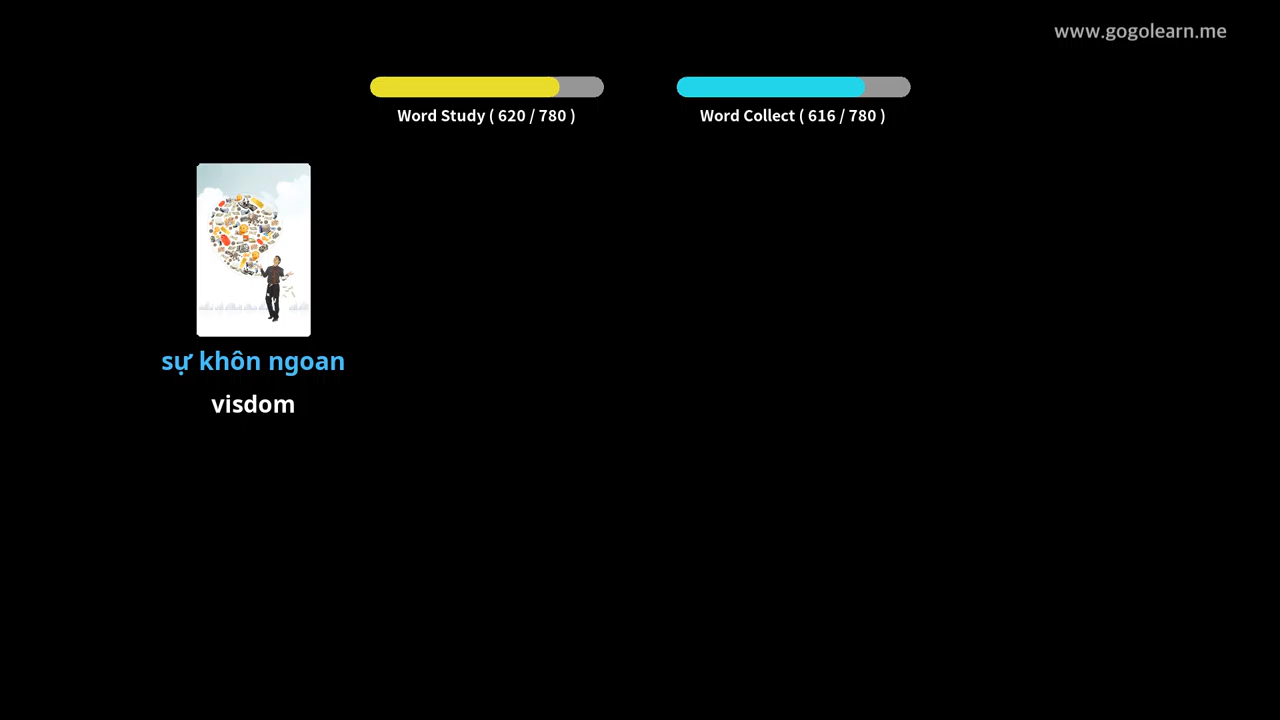 www.gogolearn.me
Word Study ( 620 / 780 )
Word Collect ( 616 / 780 )
sự khôn ngoan
visdom